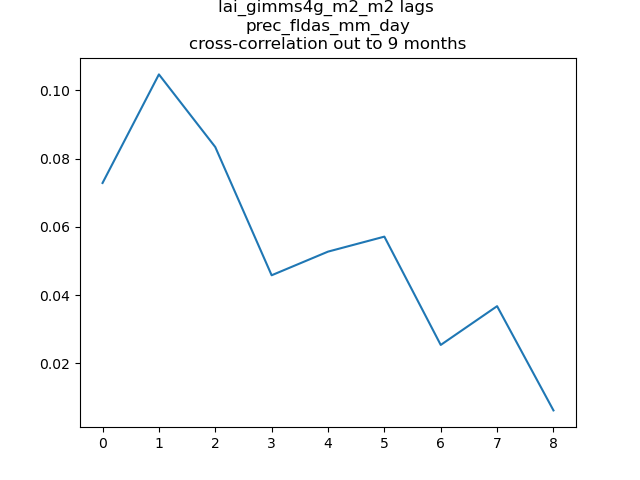 lai_gimms4g_m2_m2 lags
prec_fldas_mm_day
cross-correlation out to 9 months
0.10
0.08
0.06
0.04
0.02
0 1 2 3 4 5 6 7 8